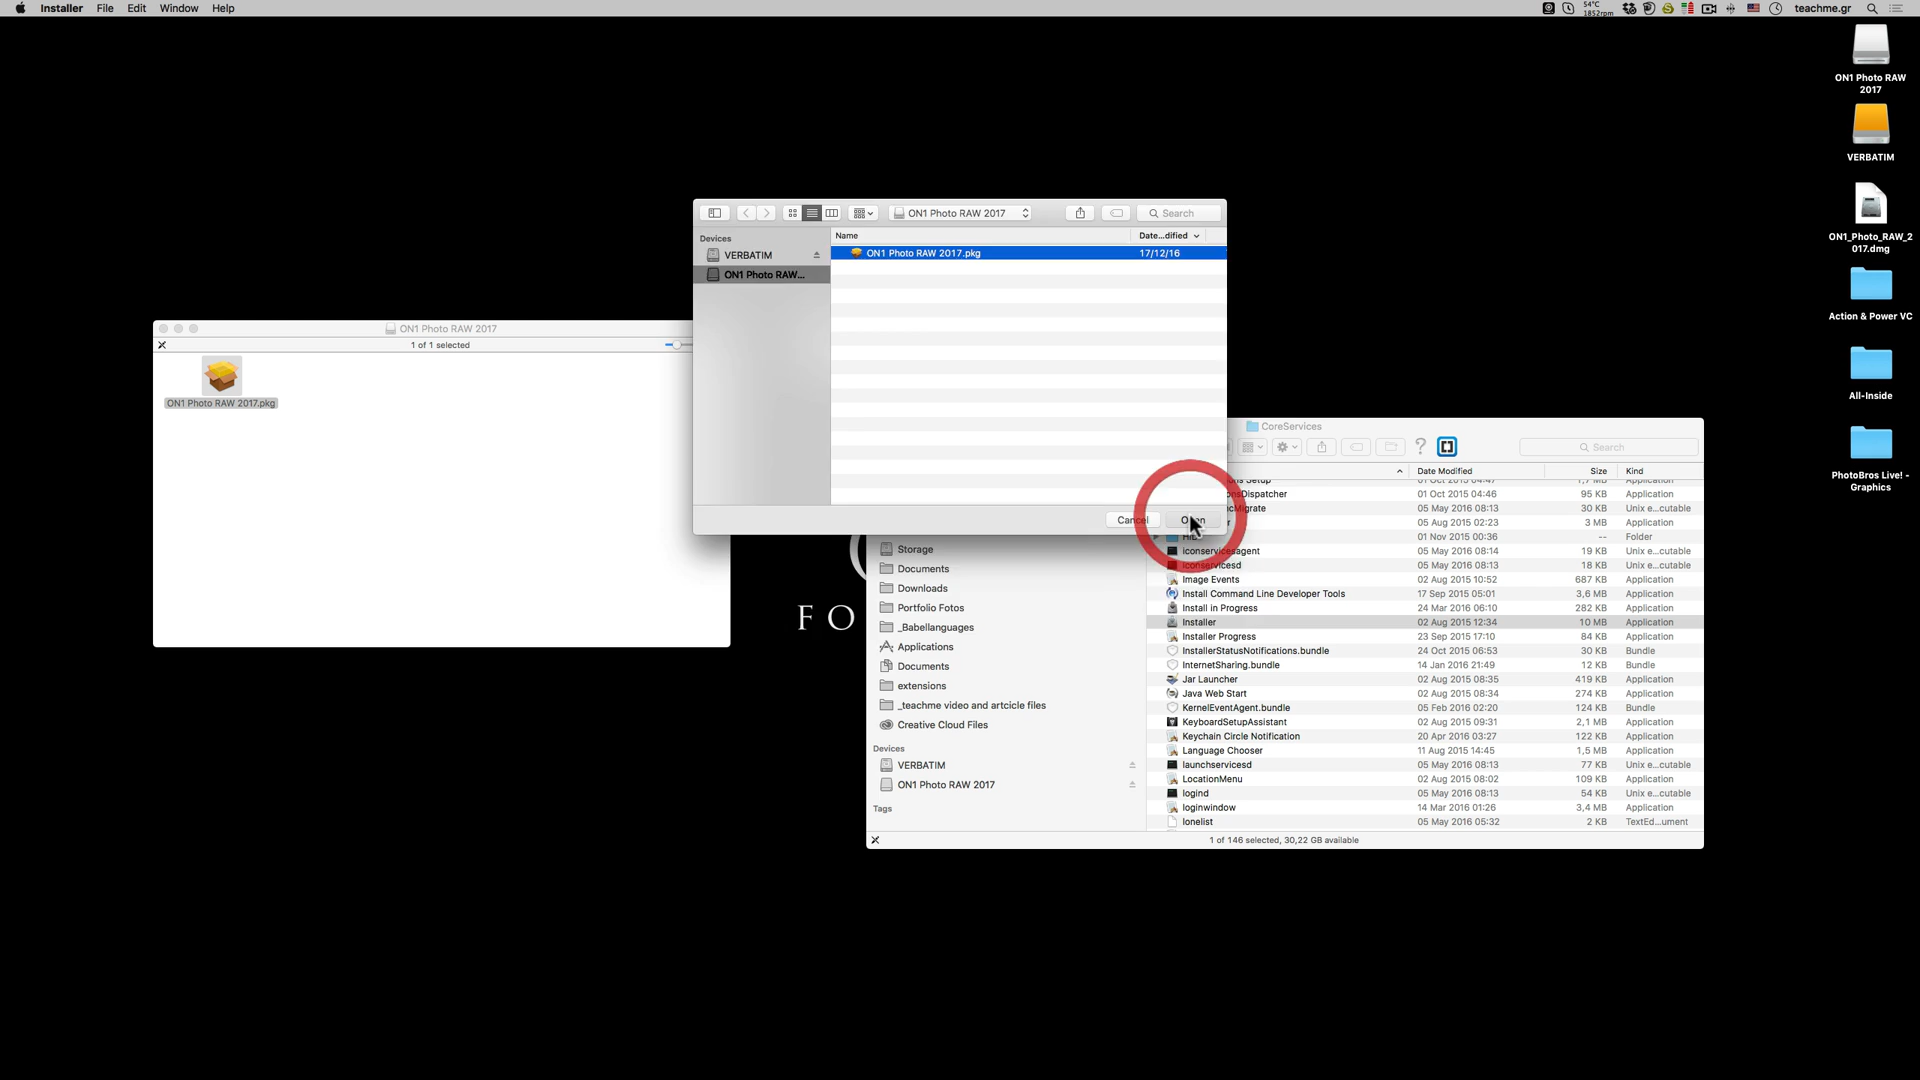 Installer File Edit Window Help
54°C
1852rpm
teachme.gr
ON1 Photo RAW
2017
VERBATIM
ON1_Photo_RAW_2
017.dmg
Action & Power VC
All-Inside
PhotoBros Live! -
Graphics
ON1 Photo RAW 2017
1 of 1 selected
ON1 Photo RAW 2017.pkg
ON1 Photo RAW 2017
Search
Devices
VERBATIM
ON1 Photo RAW...
Name Date...dified
ON1 Photo RAW 2017.pkg 17/12/16
Cancel
FO
CoreServices
Search
Date Modified Size Kind
Storage
Documents
Downloads
Portfolio Fotos
_Babellanguages
Applications
Documents
extensions
_teachme video and artcicle files
Creative Cloud Files
Devices
VERBATIM
ON1 Photo RAW 2017
Tags
01 Oct 2015 04:46 95 KB Application
05 May 2016 08:13 30 KB Unix e...cutable
05 Aug 2015 02:23 3 MB Application
01 Nov 2015 00:36 -- Folder
iconservicesagent 05 May 2016 08:14 19 KB Unix e...cutable
iconservicesd 05 May 2016 08:13 18 KB Unix e...cutable
Image Events 02 Aug 2015 10:52 687 KB Application
Install Command Line Developer Tools 17 Sep 2015 05:01 3,6 MB Application
Install in Progress 24 Mar 2016 06:10 282 KB Application
Installer 02 Aug 2015 12:34 10 MB Application
Installer Progress 23 Sep 2015 17:10 84 KB Application
InstallerStatusNotifications.bundle 24 Oct 2015 06:53 30 KB Bundle
InternetSharing.bundle 14 Jan 2016 21:49 12 KB Bundle
Jar Launcher 02 Aug 2015 08:35 419 KB Application
Java Web Start 02 Aug 2015 08:34 274 KB Application
KernelEventAgent.bundle 05 Feb 2016 02:20 124 KB Bundle
KeyboardSetupAssistant 02 Aug 2015 09:31 2,1 MB Application
Keychain Circle Notification 20 Apr 2016 03:27 122 KB Application
Language Chooser 11 Aug 2015 14:45 1,5 MB Application
launchservicesd 05 May 2016 08:13 77 KB Unix e...cutable
LocationMenu 02 Aug 2015 08:02 109 KB Application
logind 05 May 2016 08:13 54 KB Unix e...cutable
loginwindow 14 Mar 2016 01:26 3,4 MB Application
lonelist 05 May 2016 05:32 2 KB TextEd...ument
1 of 146 selected, 30,22 GB available